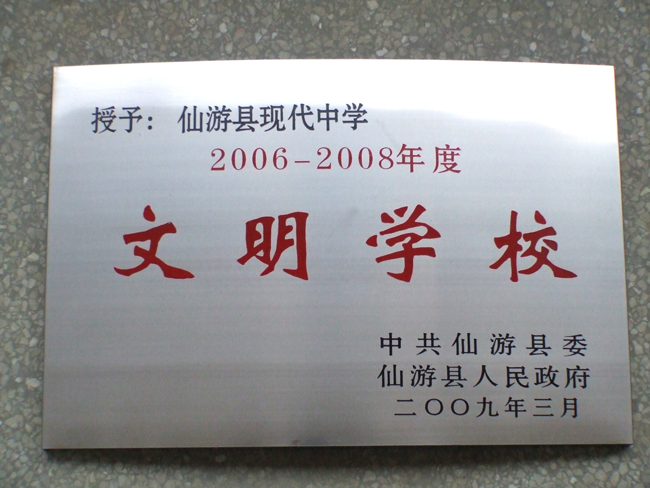 授予：仙游县现代中学
2006-2008年度
文明学校
中共仙游县委
仙游县人民政府
二〇〇九年三月